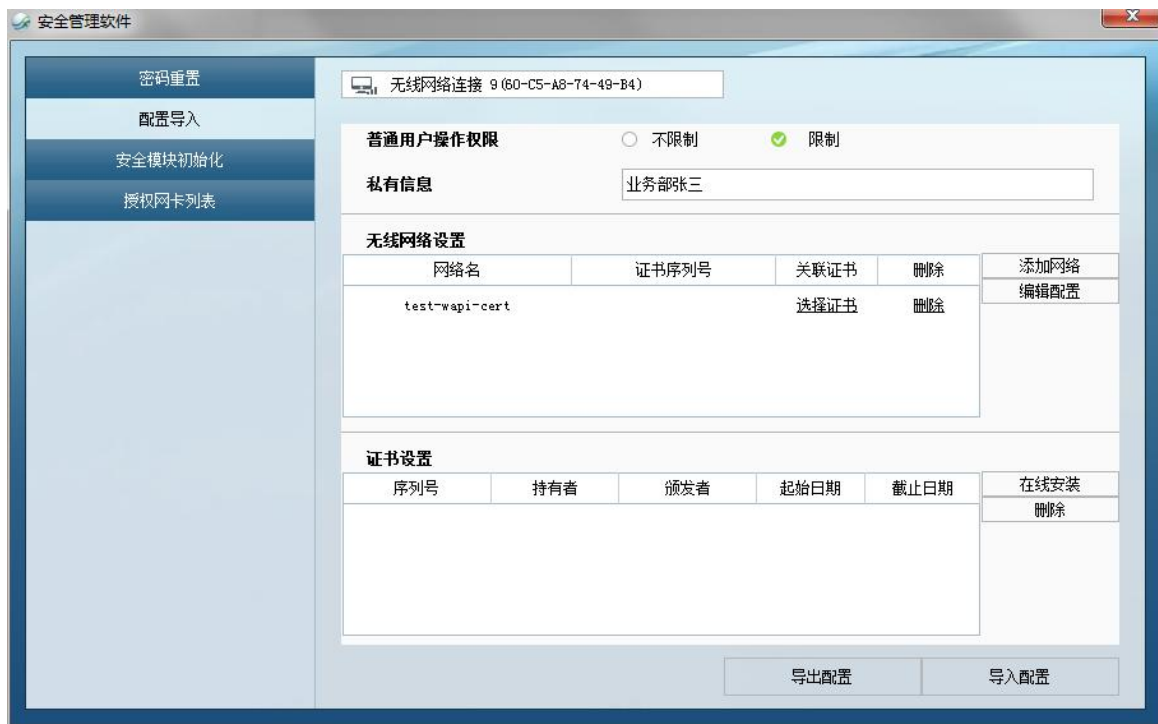 安全管理软件
密码重置
配置导入
安全模块初始化
授权网卡列表
无线网络连接 9(60-C5-A8-74-49-B4)
普通用户操作权限 不限制 限制
私有信息 业务部张三
无线网络设置
网络名 证书序列号 关联证书 删除 添加网络
编辑配置
test-wapi-cert 选择证书 删除
证书设置
序列号 持有者 颁发者 起始日期 截止日期 在线安装
删除
导出配置 导入配置